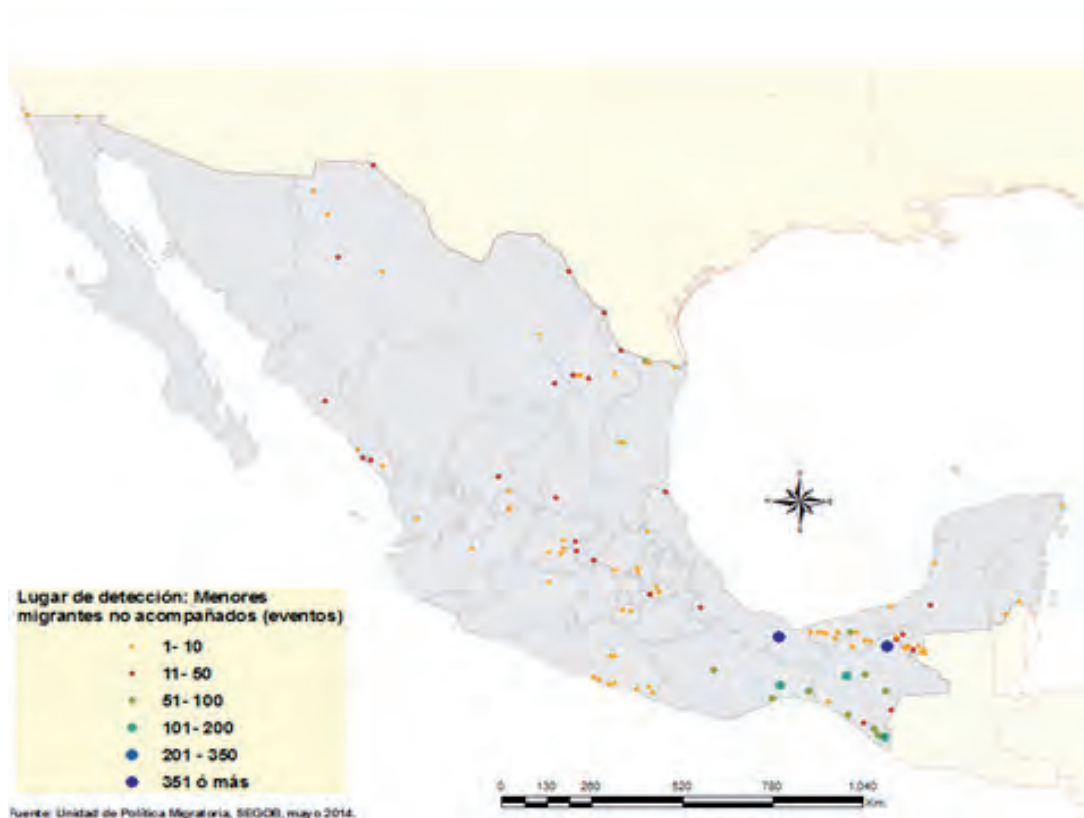 Lugar de detección: Menores
migrantes no acompañados (eventos)
1- 10
11- 50
51- 100
101- 200
201 - 350
351 ó más
0 130 260 520 780 1,040
Km.
Fuente: Unidad de Política Migratoria, SEGOB, mayo 2014.